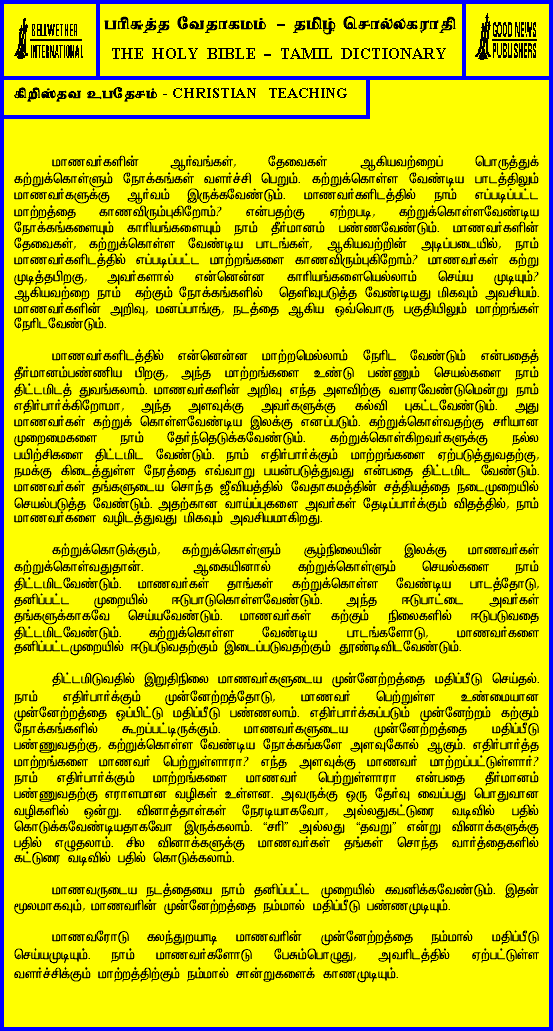 BELLWETHER
INTERNATIONAL
பரிசுத்த வேதாகமம் - தமிழ் சொல்லகராதி
THE HOLY BIBLE - TAMIL DICTIONARY
GOOD NEWS
PUBLISHERS
கிறிஸ்தவ உபதேசம் - CHRISTIAN TEACHING
மாணவர்களின் ஆர்வங்கள், தேவைகள் ஆகியவற்றைப் பொருத்துக்
கற்றுக்கொள்ளும் நோக்கங்கள் வளர்ச்சி பெறும். கற்றுக்கொள்ள வேண்டிய பாடத்திலும்
மாணவர்களுக்கு ஆர்வம் இருக்கவேண்டும். மாணவர்களிடத்தில் நாம் எப்படிப்பட்ட
மாற்றத்தை காணவிரும்புகிறோம்? என்பதற்கு ஏற்றபடி, கற்றுக்கொள்ளவேண்டிய
நோக்கங்களையும் காரியங்களையும் நாம் தீர்மானம் பண்ணவேண்டும். மாணவர்களின்
தேவைகள், கற்றுக்கொள்ள வேண்டிய பாடங்கள், ஆகியவற்றின் அடிப்படையில், நாம்
மாணவர்களிடத்தில் எப்படிப்பட்ட மாற்றங்களை காணவிரும்புகிறோம்? மாணவர்கள் கற்று
முடித்தபிறகு, அவர்களால் என்னென்ன காரியங்களையெல்லாம் செய்ய முடியும்?
ஆகியவற்றை நாம் கற்கும் நோக்கங்களில் தெளிவுபடுத்த வேண்டியது மிகவும் அவசியம்.
மாணவர்களின் அறிவு, மனப்பாங்கு, நடத்தை ஆகிய ஒவ்வொரு பகுதியிலும் மாற்றங்கள்
நேரிடவேண்டும்.
மாணவர்களிடத்தில் என்னென்ன மாற்றமெல்லாம் நேரிட வேண்டும் என்பதைத்
தீர்மானம்பண்ணிய பிறகு, அந்த மாற்றங்களை உண்டு பண்ணும் செயல்களை நாம்
திட்டமிடத் துவங்கலாம். மாணவர்களின் அறிவு எந்த அளவிற்கு வளரவேண்டுமென்று நாம்
எதிர்பார்க்கிறோமா, அந்த அளவுக்கு அவர்களுக்கு கல்வி புகட்டவேண்டும். அது
மாணவர்கள் கற்றுக் கொள்ளவேண்டிய இலக்கு எனப்படும். கற்றுக்கொள்வதற்கு சரியான
முறைமைகளை நாம் தேர்ந்தெடுக்கவேண்டும். கற்றுக்கொள்கிறவர்களுக்கு நல்ல
பயிற்சிகளை திட்டமிட வேண்டும். நாம் எதிர்பார்க்கும் மாற்றங்களை ஏற்படுத்துவதற்கு,
நமக்கு கிடைத்துள்ள நேரத்தை எவ்வாறு பயன்படுத்துவது என்பதை திட்டமிட வேண்டும்.
மாணவர்கள் தங்களுடைய சொந்த ஜீவியத்தில் வேதாகமத்தின் சத்தியத்தை நடைமுறையில்
செயல்படுத்த வேண்டும். அதற்கான வாய்ப்புகளை அவர்கள் தேடிப்பார்க்கும் விதத்தில், நாம்
மாணவர்களை வழிடத்துவது மிகவும் அவசியமாகிறது.
கற்றுக்கொடுக்கும், கற்றுக்கொள்ளும் சூழ்நிலையின் இலக்கு மாணவர்கள்
கற்றுக்கொள்வதுதான். ஆகையினால் கற்றுக்கொள்ளும் செயல்களை நாம்
திட்டமிடவேண்டும். மாணவர்கள் தாங்கள் கற்றுக்கொள்ள வேண்டிய பாடத்தோடு,
தனிப்பட்ட முறையில் ஈடுபாடுகொள்ளவேண்டும். அந்த ஈடுபாட்டை அவர்கள்
தங்களுக்காகவே செய்யவேண்டும். மாணவர்கள் கற்கும் நிலைகளில் ஈடுபடுவதை
திட்டமிடவேண்டும். கற்றுக்கொள்ள வேண்டிய பாடங்களோடு, மாணவர்களை
தனிப்பட்டமுறையில் ஈடுபடுவதற்கும் இடைப்படுவதற்கும் தூண்டிவிடவேண்டும்.
திட்டமிடுவதில் இறுதிநிலை மாணவர்களுடைய முன்னேற்றத்தை மதிப்பீடு செய்தல்.
நாம் எதிர்பார்க்கும் முன்னேற்றத்தோடு, மாணவர் பெற்றுள்ள உண்மையான
முன்னேற்றத்தை ஒப்பிட்டு மதிப்பீடு பண்ணலாம். எதிர்பார்க்கப்படும் முன்னேற்றம் கற்கும்
நோக்கங்களில் கூறப்பட்டிருக்கும். மாணவர்களுடைய முன்னேற்றத்தை மதிப்பீடு
பண்ணுவதற்கு, கற்றுக்கொள்ள வேண்டிய நோக்கங்களே அளவுகோல் ஆகும். எதிர்பார்த்த
மாற்றங்களை மாணவர் பெற்றுள்ளாரா? எந்த அளவுக்கு மாணவர் மாற்றப்பட்டுள்ளார்?
நாம் எதிர்பார்க்கும் மாற்றங்களை மாணவர் பெற்றுள்ளாரா என்பதை தீர்மானம்
பண்ணுவதற்கு எராளமான வழிகள் உள்ளன. அவருக்கு ஒரு தேர்வு வைப்பது பொதுவான
வழிகளில் ஒன்று. வினாத்தாள்கள் நேரடியாகவோ, அல்லதுகட்டுரை வடிவில் பதில்
கொடுக்கவேண்டியதாகவோ இருக்கலாம். “சரி” அல்லது “தவறு” என்று வினாக்களுக்கு
பதில் எழுதலாம். சில வினாக்களுக்கு மாணவர்கள் தங்கள் சொந்த வார்த்தைகளில்
கட்டுரை வடிவில் பதில் கொடுக்கலாம்.
மாணவருடைய நடத்தையை நாம் தனிப்பட்ட முறையில் கவனிக்கவேண்டும். இதன்
மூலமாகவும், மாணவரின் முன்னேற்றத்தை நம்மால் மதிப்பீடு பண்ணமுடியும்.
மாணவரோடு கலந்துறயாடி மாணவரின் முன்னேற்றத்தை நம்மால் மதிப்பீடு
செய்யமுடியும். நாம் மாணவர்களோடு பேசும்பொழுது, அவரிடத்தில் ஏற்பட்டுள்ள
வளர்ச்சிக்கும் மாற்றத்திற்கும் நம்மால் சான்றுகளைக் காணமுடியும்.